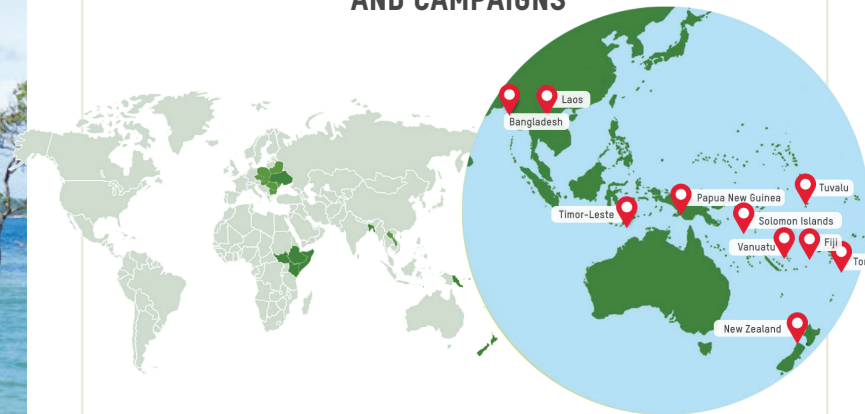 AND CAMPAIGNS
Laos
Bangladesh
Tuvalu
Papua New Guinea
Timor-Leste
Solomon Islands
Vanuatu
Fiji
New Zealand